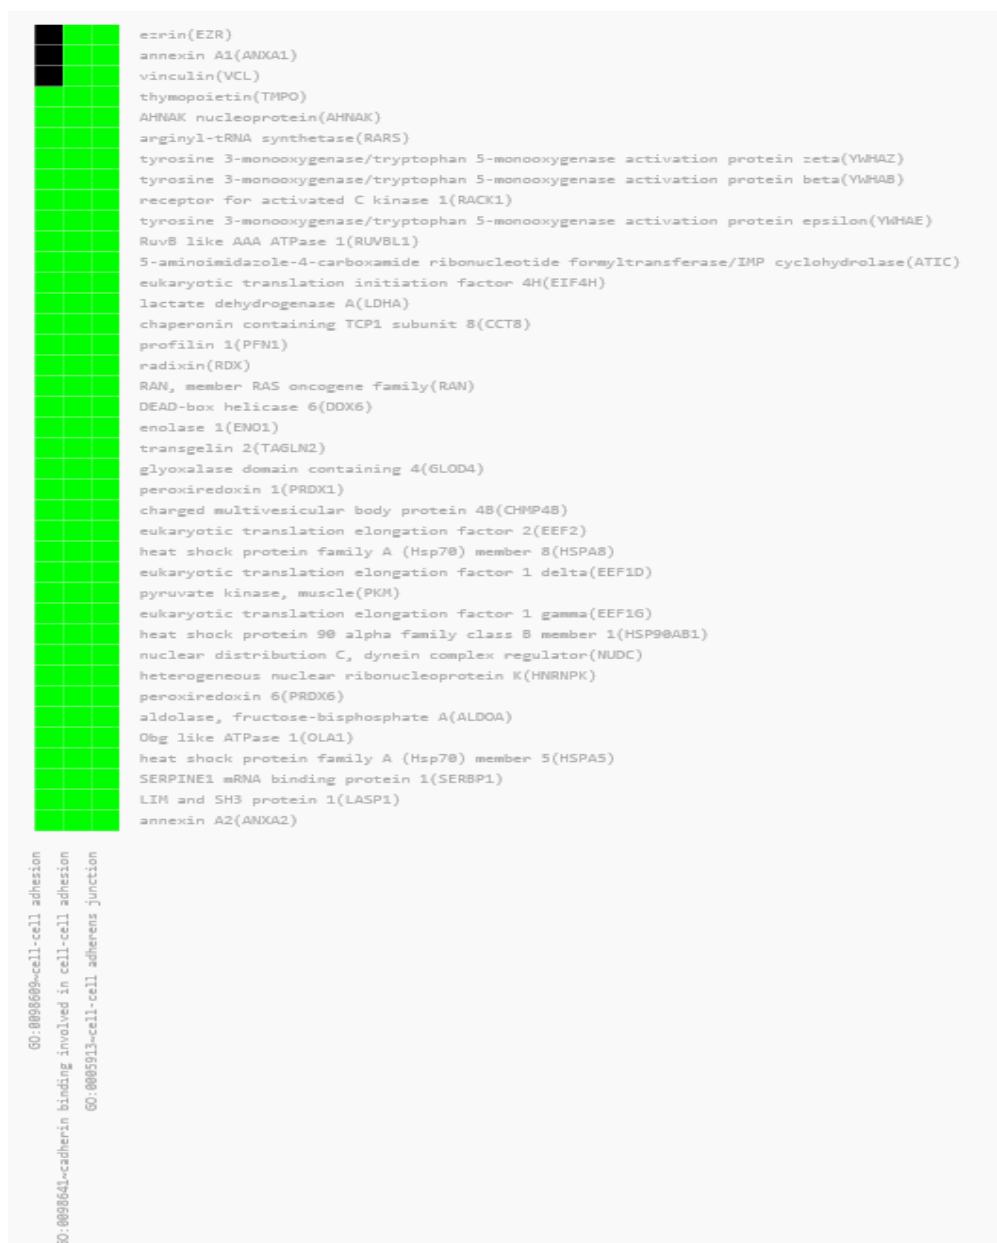 ezrin(EZR)
annexin A1(ANXA1)
vinculin(VCL)
thymopoietin(TMPO)
AHNAK nucleoprotein(AHNAK)
arginyl-tRNA synthetase(RARS)
tyrosine 3-monooxygenase/tryptophan 5-monooxygenase activation protein zeta(YWHAZ)
tyrosine 3-monooxygenase/tryptophan 5-monooxygenase activation protein beta(YWHAB)
receptor for activated C kinase 1(RACK1)
tyrosine 3-monooxygenase/tryptophan 5-monooxygenase activation protein epsilon(YWHAE)
RuvB like AAA ATPase 1(RUVBL1)
5-aminoimidazole-4-carboxamide ribonucleotide formyltransferase/IMP cyclohydrolase(ATIC)
eukaryotic translation initiation factor 4H(EIF4H)
lactate dehydrogenase A(LDHA)
chaperonin containing TCP1 subunit 8(CCT8)
profilin 1(PFN1)
radixin(RDX)
RAN, member RAS oncogene family(RAN)
DEAD-box helicase 6(DDX6)
enolase 1(ENO1)
transgelin 2(TAGLN2)
glyoxalase domain containing 4(GLOD4)
peroxiredoxin 1(PRDX1)
charged multivesicular body protein 4B(CHMP4B)
eukaryotic translation elongation factor 2(EEF2)
heat shock protein family A (Hsp70) member 8(HSPA8)
eukaryotic translation elongation factor 1 delta(EEF1D)
pyruvate kinase, muscle(PKM)
eukaryotic translation elongation factor 1 gamma(EEF1G)
heat shock protein 90 alpha family class B member 1(HSP90AB1)
nuclear distribution C, dynein complex regulator(NUDC)
heterogeneous nuclear ribonucleoprotein K(HNRNPK)
peroxiredoxin 6(PRDX6)
aldolase, fructose-bisphosphate A(ALDOA)
Obg like ATPase 1(OLA1)
heat shock protein family A (Hsp70) member 5(HSPA5)
SERPINE1 mRNA binding protein 1(SERBP1)
LIM and SH3 protein 1(LASP1)
annexin A2(ANXA2)
GO:0098609~cell-cell adhesion
GO:0098641~cadherin binding involved in cell-cell adhesion
GO:0005913~cell-cell adherens junction